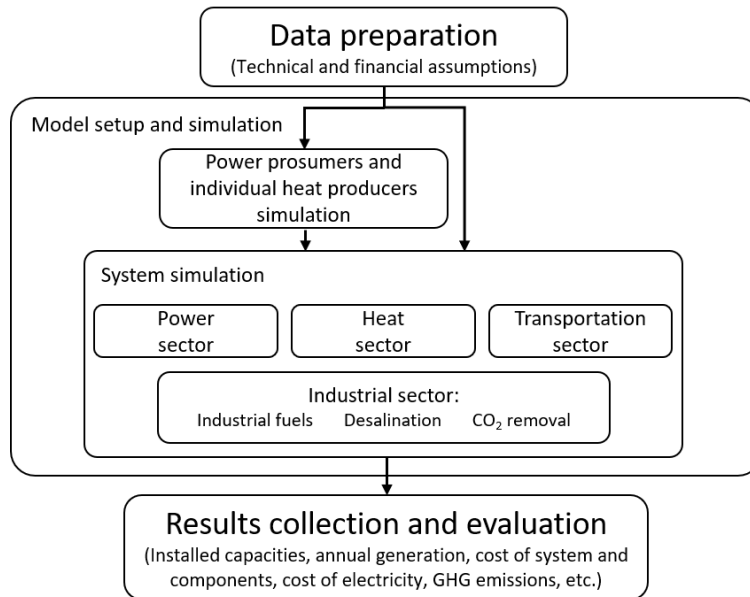 Data preparation
(Technical and financial assumptions)
Model setup and simulation
Power prosumers and
individual heat producers
simulation
System simulation
Power
sector
Heat
sector
Transportation
sector
Industrial sector:
Industrial fuels Desalination CO₂ removal
Results collection and evaluation
(Installed capacities, annual generation, cost of system and
components, cost of electricity, GHG emissions, etc.)